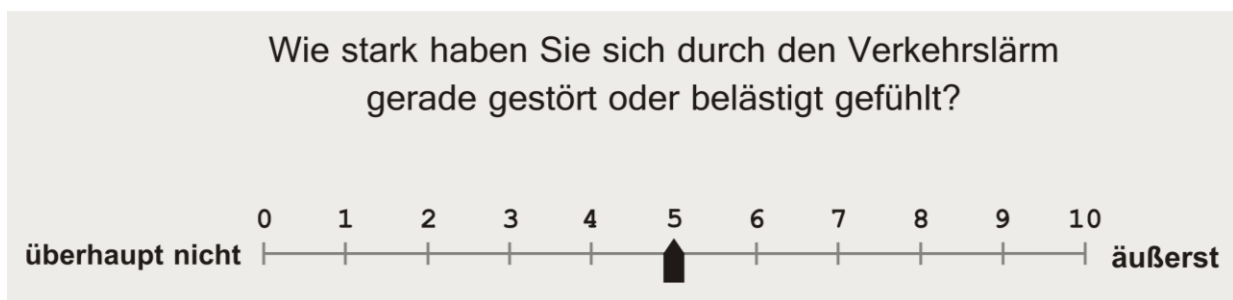 Wie stark haben Sie sich durch den Verkehrslärm
gerade gestört oder belästigt gefühlt?
0 1 2 3 4 5 6 7 8 9 10
überhaupt nicht äußerst